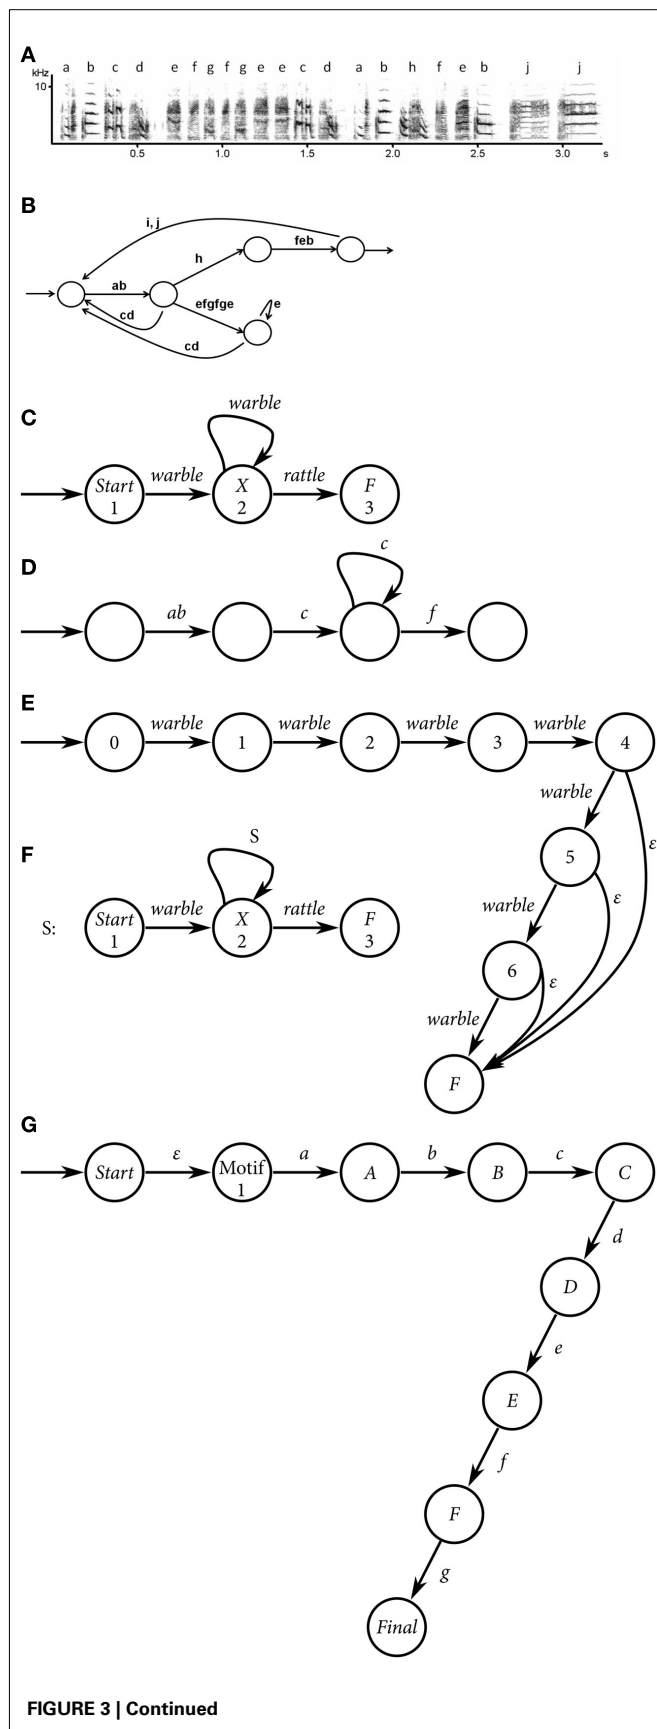 A
kHz
a b c d e f g f g e e c d a b h f e b j j
10
0.5 1.0 1.5 2.0 2.5 3.0 s
B
i, j
feb
h
ab
efgfge
e
cd
cd
C
warble
warble rattle
Start X F
1 2 3
D
c
ab c f
E
warble warble warble warble
0 1 2 3 4
warble
ε
F
S
5
S:
warble rattle
Start X F
1 2 3
ε
warble
6
ε
warble
F
G
ε a b c
Start Motif A B C
1
d
D
e
E
f
F
g
Final
FIGURE 3 | Continued